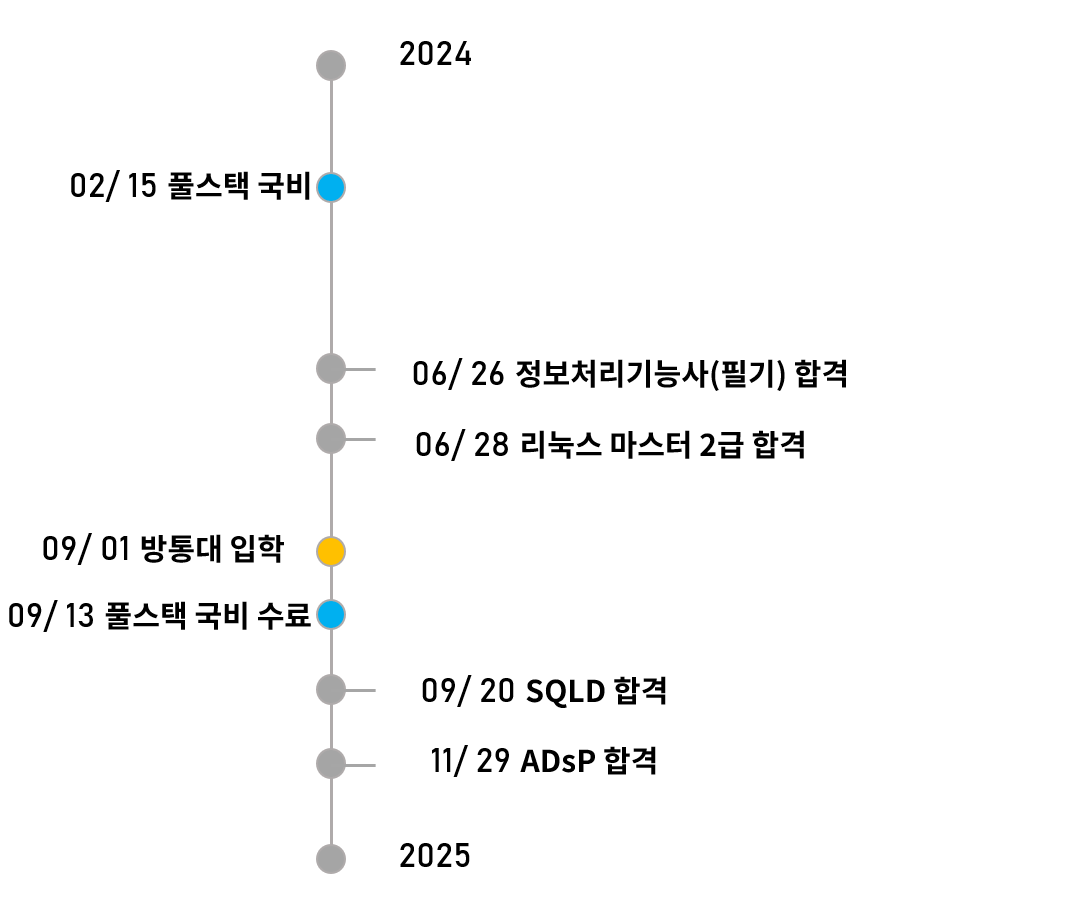 2024
02/ 15 풀스택 국비
06/ 26 정보처리기능사(필기) 합격
06/ 28 리눅스 마스터 2급 합격
09/ 01 방통대 입학
09/ 13 풀스택 국비 수료
09/ 20 SQLD 합격
11/ 29 ADsP 합격
2025